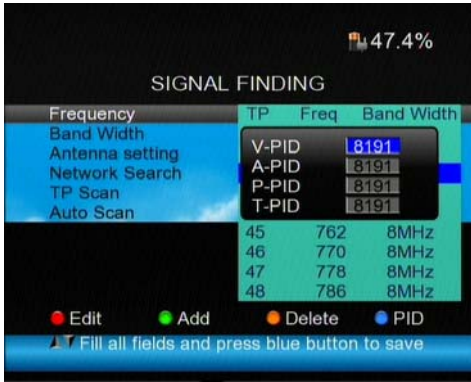 47.4%
SIGNAL FINDING
Frequency
Band Width
Antenna setting
Network Search
TP Scan
Auto Scan
TP Freq Band Width
V-PID 8191
A-PID 8191
P-PID 8191
T-PID 8191
45 762 8MHz
46 770 8MHz
47 778 8MHz
48 786 8MHz
Edit Add Delete PID
Fill all fields and press blue button to save